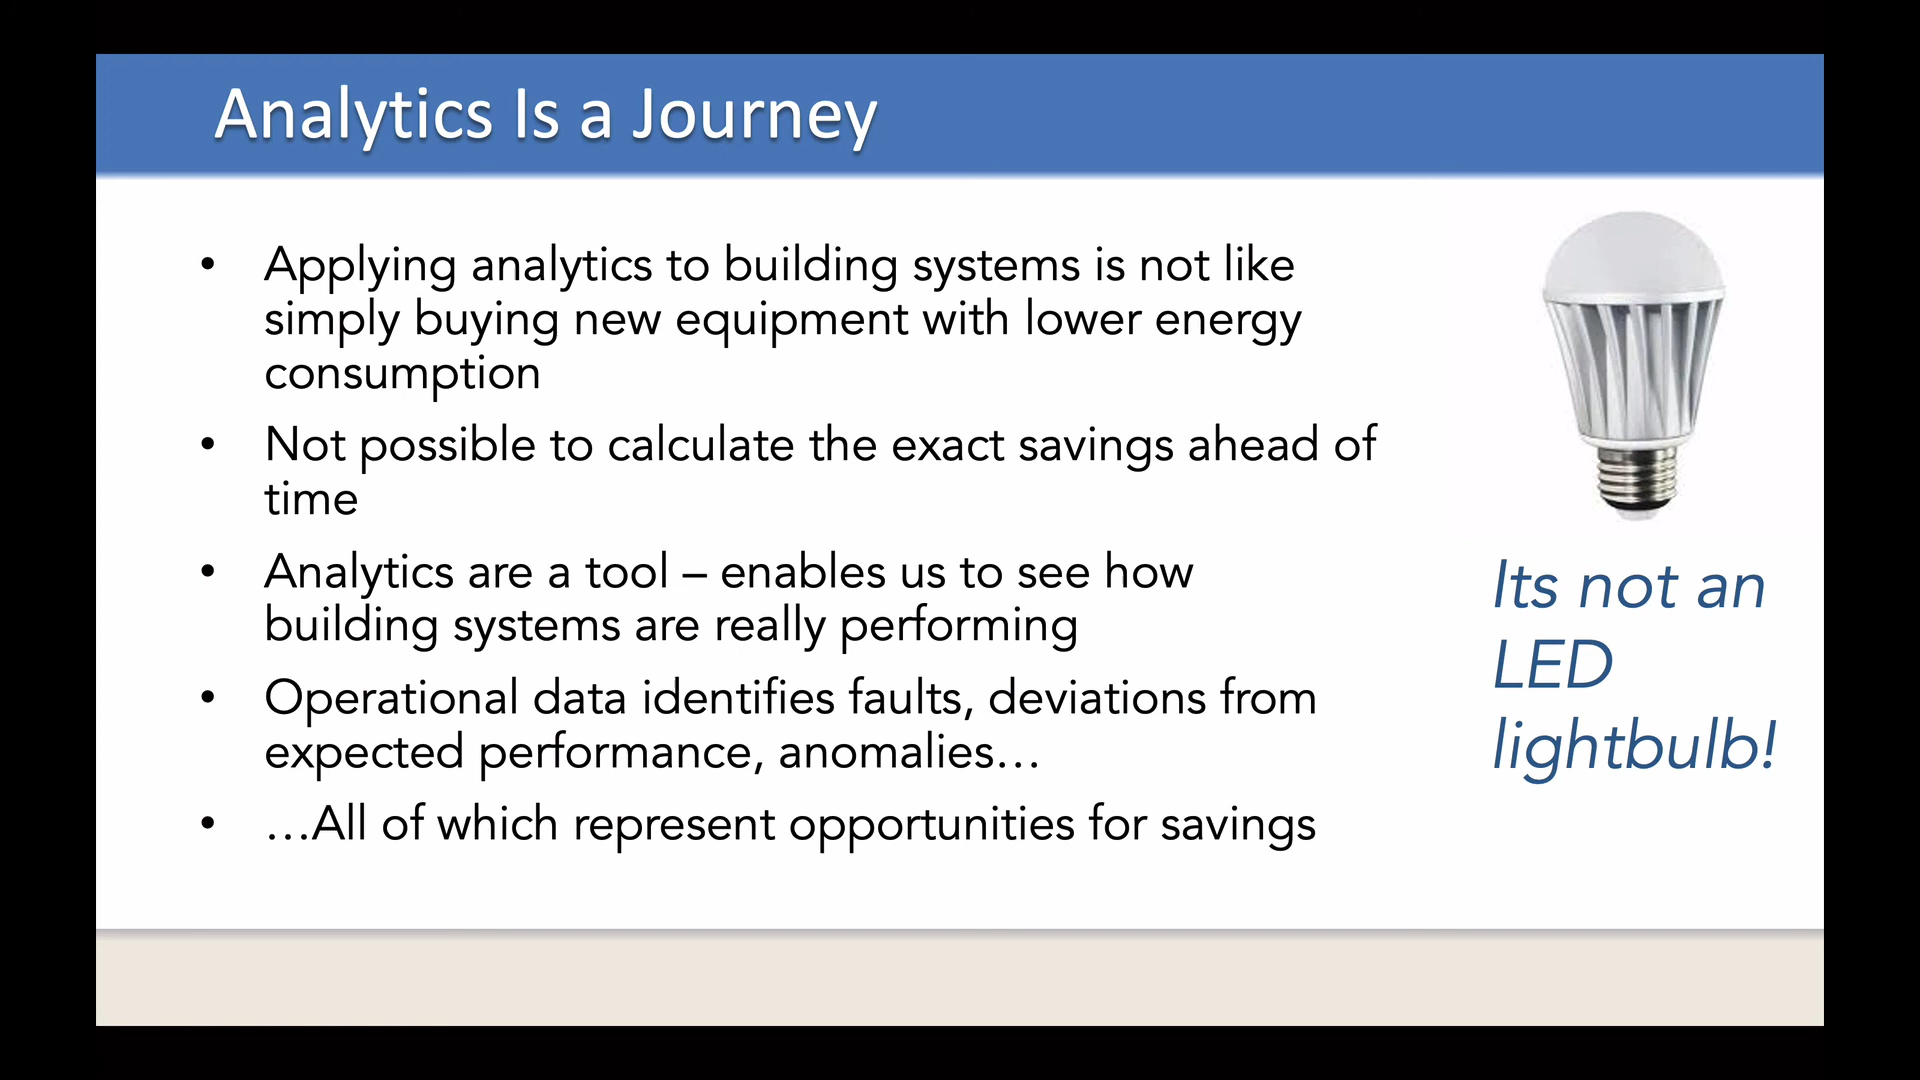 Analytics Is a Journey
• Applying analytics to building systems is not like
simply buying new equipment with lower energy
consumption
• Not possible to calculate the exact savings ahead of
time
• Analytics are a tool – enables us to see how
building systems are really performing
• Operational data identifies faults, deviations from
expected performance, anomalies…
• …All of which represent opportunities for savings
Its not an
LED
lightbulb!